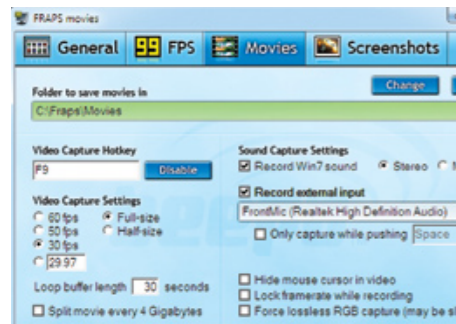 FRAPS movies
General 99 FPS Movies Screenshots
Folder to save movies in
Change
C:\Fraps\Movies
Video Capture Hotkey
F9
Disable
Video Capture Settings
60 fps Full-size
50 fps Half-size
30 fps
29.97
Loop buffer length 30 seconds
Split movie every 4 Gigabytes
Sound Capture Settings
Record Win7 sound Stereo
Record external input
FrontMic (Realtek High Definition Audio)
Only capture while pushing Space
Hide mouse cursor in video
Lock framerate while recording
Force lossless RGB capture (may be